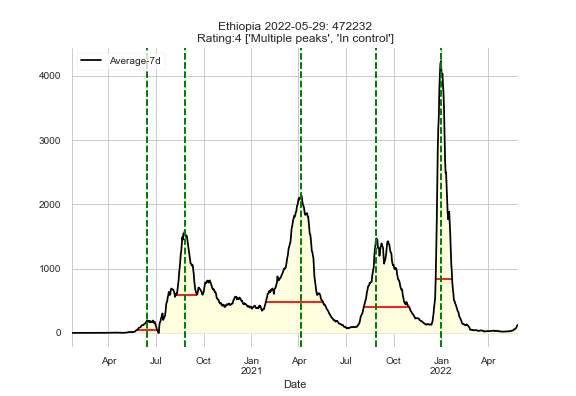 Ethiopia 2022-05-29: 472232
Rating:4 ['Multiple peaks', 'In control']
Average-7d
4000
3000
2000
1000
0
Apr Jul Oct Jan Apr Jul Oct Jan Apr
2021 2022
Date